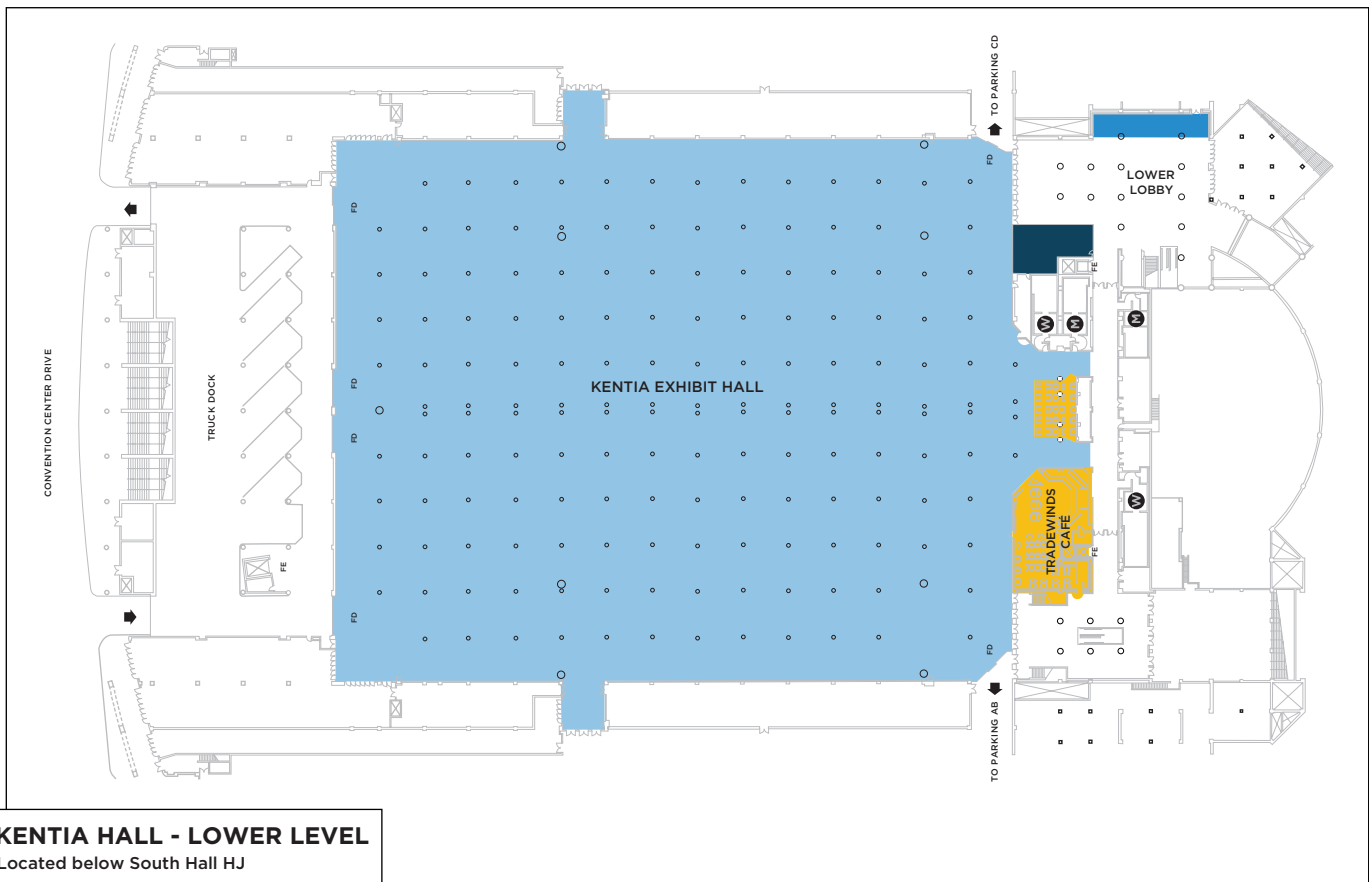 TO PARKING CD
FD
LOWER
LOBBY
FD
FE
W
M
M
CONVENTION CENTER DRIVE
TRUCK DOCK
FD
KENTIA EXHIBIT HALL
FD
TRADEWINDS
CAFÉ
W
FE
FE
FD
FD
TO PARKING AB
KENTIA HALL - LOWER LEVEL
Located below South Hall HJ